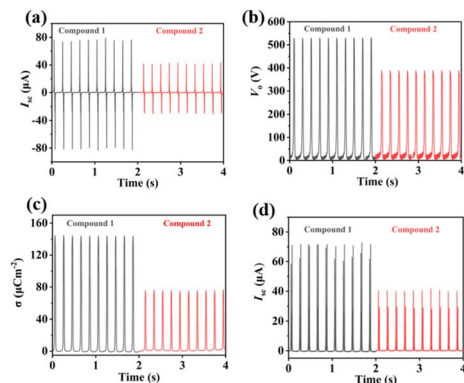 (a)
Compound 1
Compound 2
80
40
0
-40
-80
Isc (μA)
0 1 2 3 4
Time (s)
(b)
Compound 1
Compound 2
600
500
400
300
200
100
0
Vo (V)
0 1 2 3 4
Time (s)
(c)
Compound 1
Compound 2
160
120
80
40
0
σ (μCm-2)
0 1 2 3 4
Time (s)
(d)
Compound 1
Compound 2
120
80
40
0
Isc (μA)
0 1 2 3 4
Time (s)